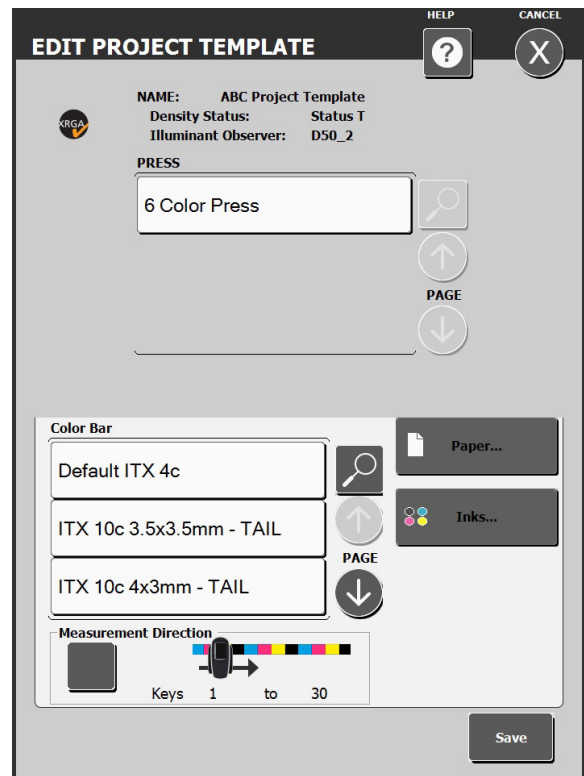 HELP
CANCEL
EDIT PROJECT TEMPLATE
?
X
XRGA
NAME: ABC Project Template
Density Status: Status T
Illuminant Observer: D50_2
PRESS
6 Color Press
PAGE
Color Bar
Default ITX 4c
ITX 10c 3.5x3.5mm - TAIL
ITX 10c 4x3mm - TAIL
PAGE
Paper...
Inks...
Measurement Direction
Keys 1 to 30
Save